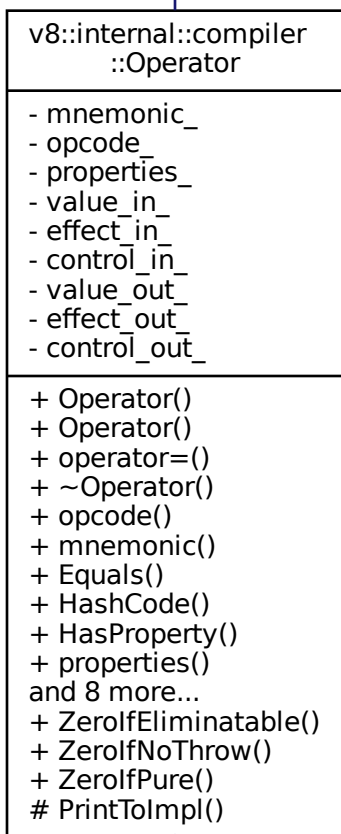 v8::internal::compiler
::Operator
- mnemonic_
- opcode_
- properties_
- value_in_
- effect_in_
- control_in_
- value_out_
- effect_out_
- control_out_
+ Operator()
+ Operator()
+ operator=()
+ ~Operator()
+ opcode()
+ mnemonic()
+ Equals()
+ HashCode()
+ HasProperty()
+ properties()
and 8 more...
+ ZeroIfEliminatable()
+ ZeroIfNoThrow()
+ ZeroIfPure()
# PrintToImpl()